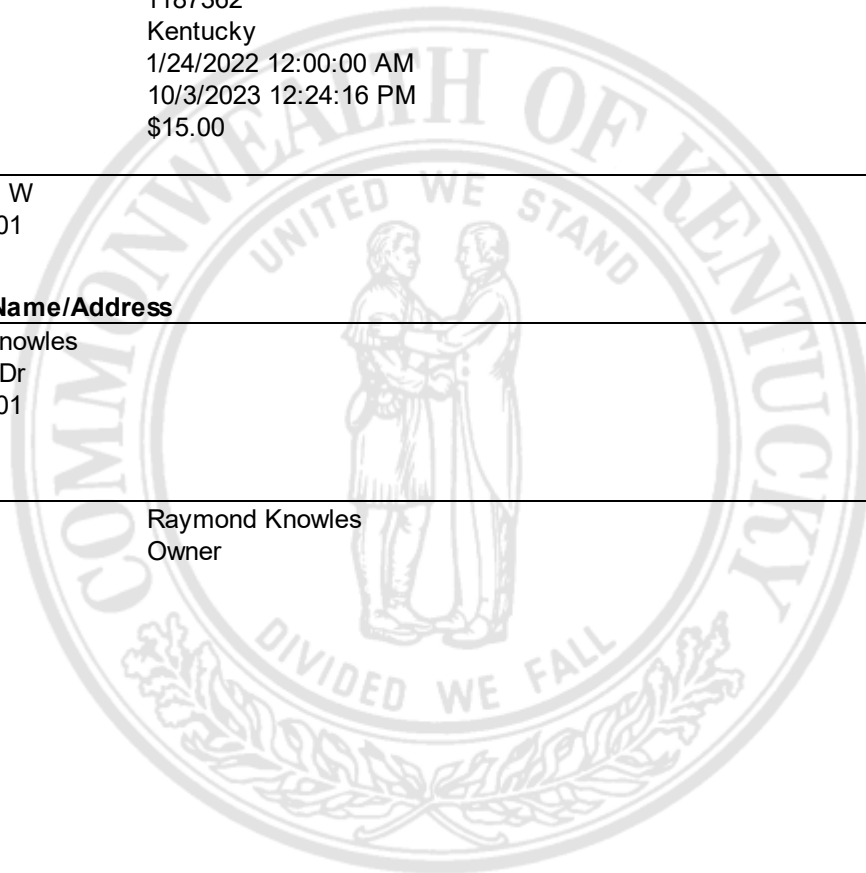 1187562
Kentucky
1/24/2022 12:00:00 AM
10/3/2023 12:24:16 PM
$15.00
W
01
Name/Address
nowles
Dr
01
Raymond Knowles
Owner
COMMONWEALTH OF KENTUCKY
UNITED WE STAND
DIVIDED WE FALL